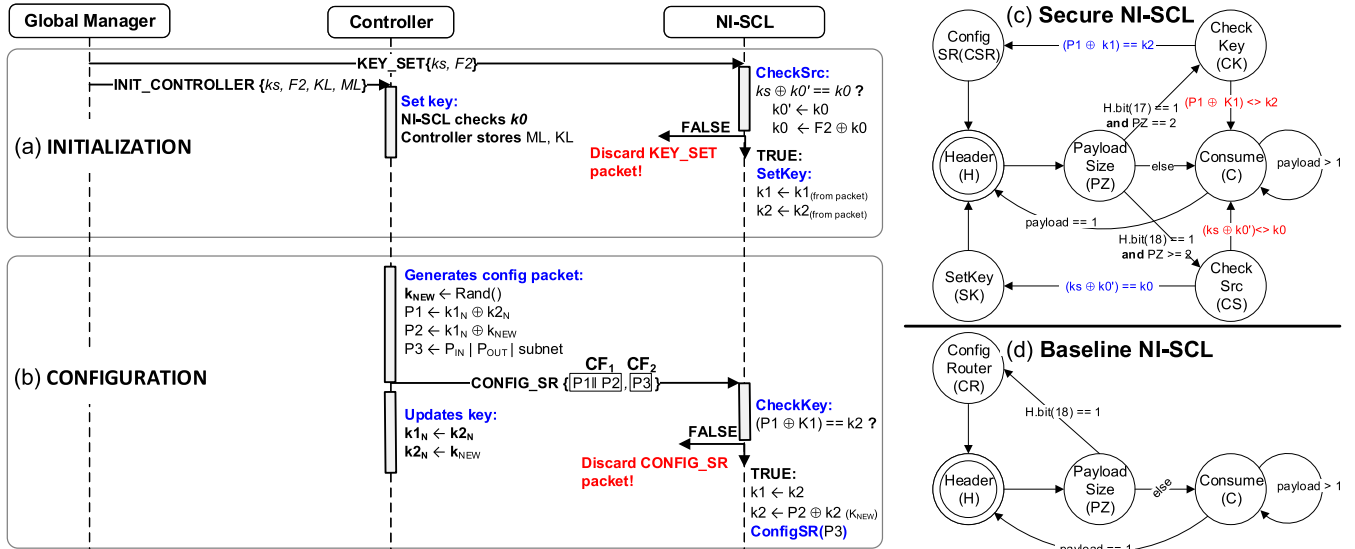 Global Manager
Controller
NI-SCL
KEY_SET{ks, F2}
INIT_CONTROLLER {ks, F2, KL, ML}
Set key:
NI-SCL checks k0
Controller stores ML, KL
CheckSrc:
ks ⊕ k0' == k0 ?
k0' ← k0
k0 ← F2 ⊕ k0
FALSE
Discard KEY_SET
packet!
TRUE:
SetKey:
k1 ← k1(from packet)
k2 ← k2(from packet)
(a) INITIALIZATION
Generates config packet:
kNEW ← Rand()
P1 ← k1N ⊕ k2N
P2 ← k1N ⊕ kNEW
P3 ← PIN | POUT | subnet
CF1 CF2
CONFIG_SR {P1|| P2, P3}
(b) CONFIGURATION
Updates key:
k1N ← k2N
k2N ← kNEW
CheckKey:
(P1 ⊕ K1) == k2 ?
FALSE
Discard CONFIG_SR
packet!
TRUE:
k1 ← k2
k2 ← P2 ⊕ k2 (KNEW)
ConfigSR(P3)
(c) Secure NI-SCL
Config
SR(CSR)
(P1 ⊕ k1) == k2
Check
Key
(CK)
H.bit(17) == 1
and PZ == 2
(P1 ⊕ K1) <> k2
Header
(H)
Payload
Size
(PZ)
else
Consume
(C)
payload > 1
payload == 1
H.bit(18) == 1
and PZ >= 2
(ks ⊕ k0')<> k0
SetKey
(SK)
(ks ⊕ k0') == k0
Check
Src
(CS)
(d) Baseline NI-SCL
Config
Router
(CR)
H.bit(18) == 1
Header
(H)
Payload
Size
(PZ)
else
Consume
(C)
payload > 1
payload == 1